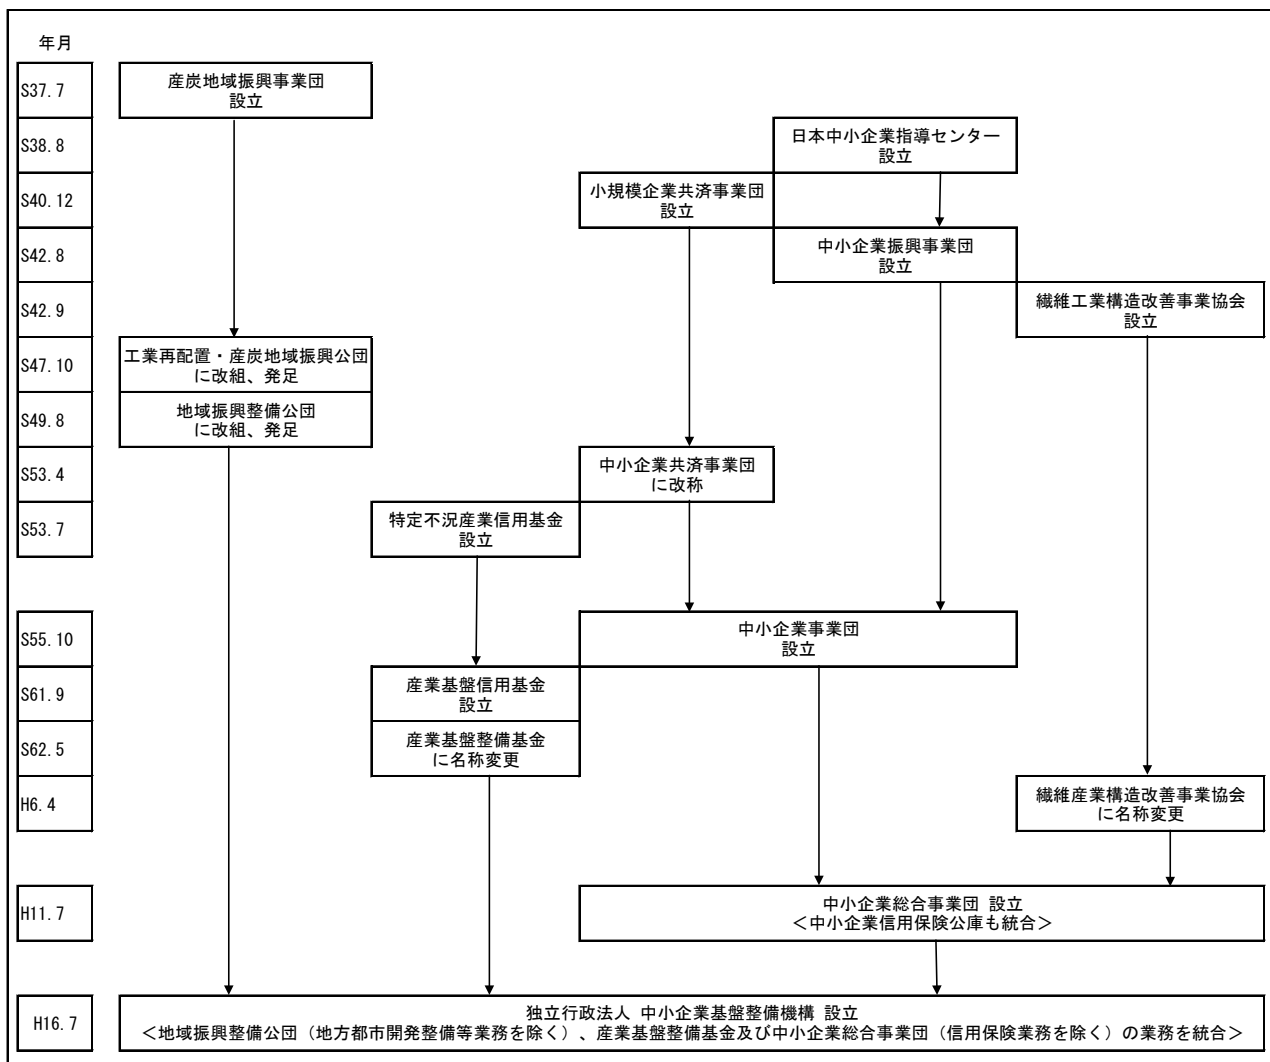 年月
S37.7
産炭地域振興事業団
設立
S38.8
日本中小企業指導センター
設立
S40.12
小規模企業共済事業団
設立
S42.8
中小企業振興事業団
設立
S42.9
繊維工業構造改善事業協会
設立
S47.10
工業再配置・産炭地域振興公団
に改組、発足
S49.8
地域振興整備公団
に改組、発足
S53.4
中小企業共済事業団
に改称
S53.7
特定不況産業信用基金
設立
S55.10
中小企業事業団
設立
S61.9
産業基盤信用基金
設立
S62.5
産業基盤整備基金
に名称変更
H6.4
繊維産業構造改善事業協会
に名称変更
H11.7
中小企業総合事業団 設立
＜中小企業信用保険公庫も統合＞
H16.7
独立行政法人 中小企業基盤整備機構 設立
＜地域振興整備公団（地方都市開発整備等業務を除く）、産業基盤整備基金及び中小企業総合事業団（信用保険業務を除く）の業務を統合＞